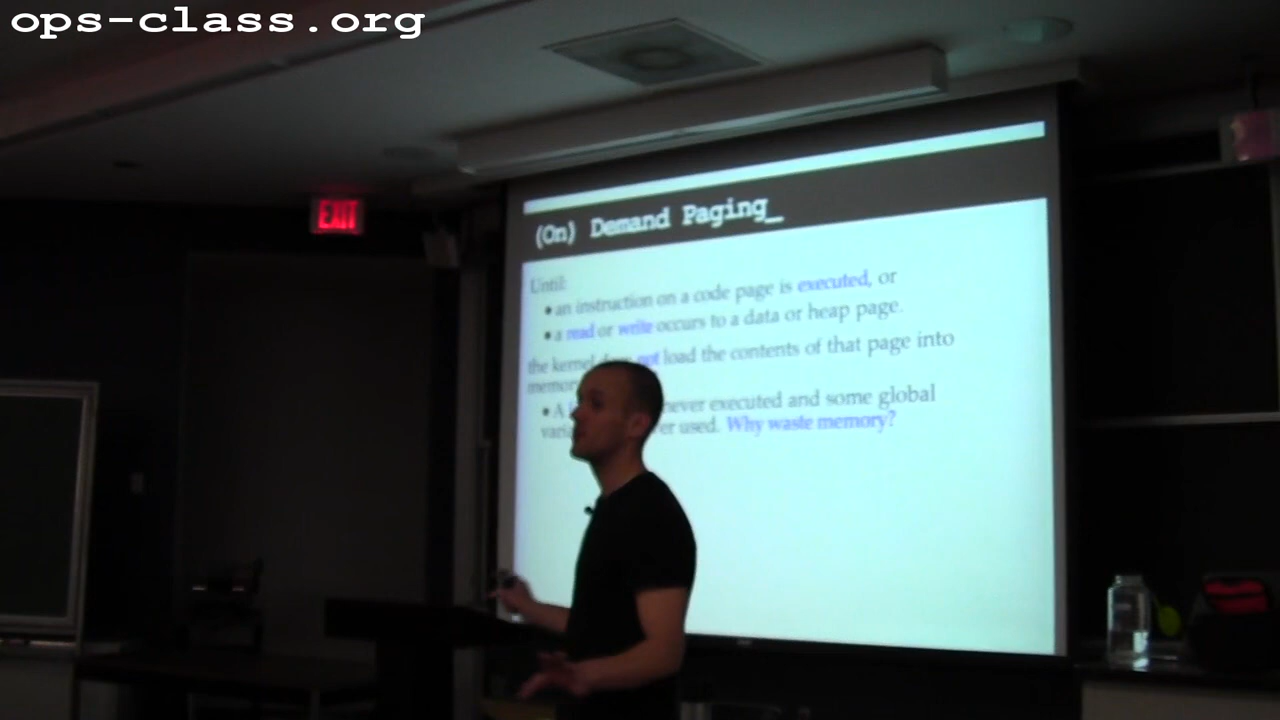 ops-class.org
EXIT
(On) Demand Paging_
Until:
• an instruction on a code page is executed, or
• a read or write occurs to a data or heap page.
the kernel does not load the contents of that page into
memory
• A never executed and some global
used. Why waste memory?